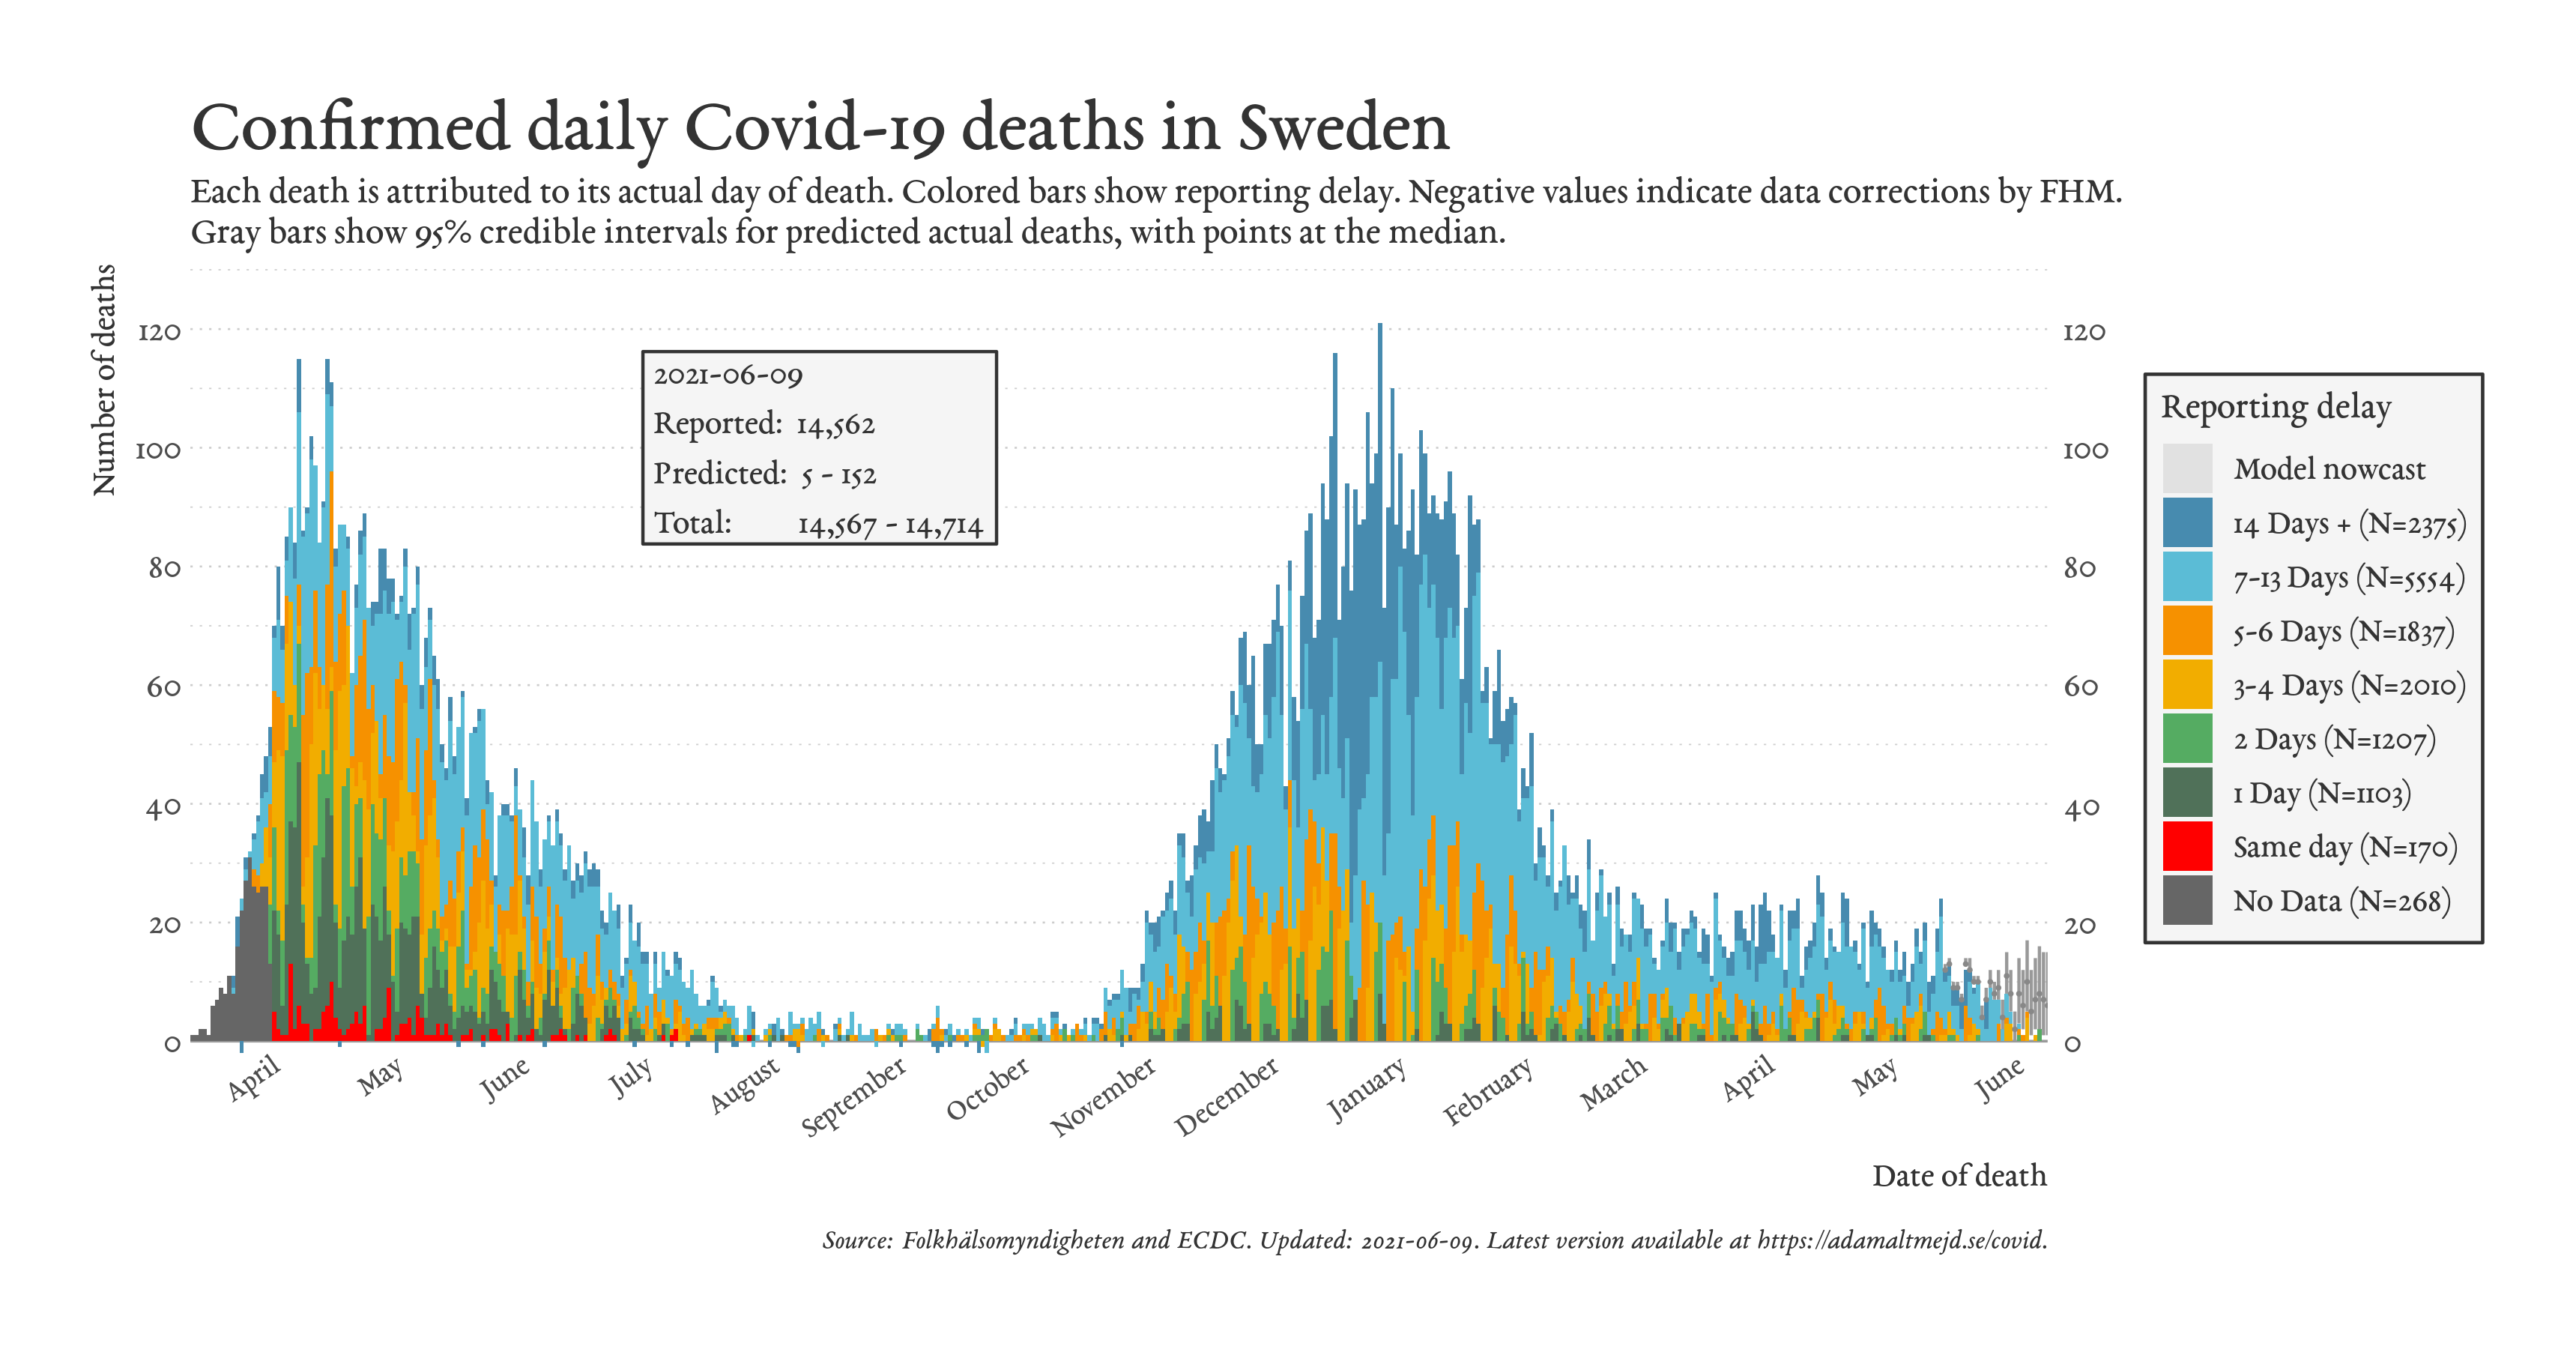 Confirmed daily Covid-19 deaths in Sweden
Each death is attributed to its actual day of death. Colored bars show reporting delay. Negative values indicate data corrections by FHM.
Gray bars show 95% credible intervals for predicted actual deaths, with points at the median.
Number of deaths
120
100
80
60
40
20
0
2021-06-09
Reported: 14,562
Predicted: 5 - 152
Total: 14,567 - 14,714
120
100
80
60
40
20
0
Reporting delay
Model nowcast
14 Days + (N=2375)
7-13 Days (N=5554)
5-6 Days (N=1837)
3-4 Days (N=2010)
2 Days (N=1207)
1 Day (N=1103)
Same day (N=170)
No Data (N=268)
April
May
June
July
August
September
October
November
December
January
February
March
April
May
June
Date of death
Source: Folkhälsomyndigheten and ECDC. Updated: 2021-06-09. Latest version available at https://adamaltmejd.se/covid.